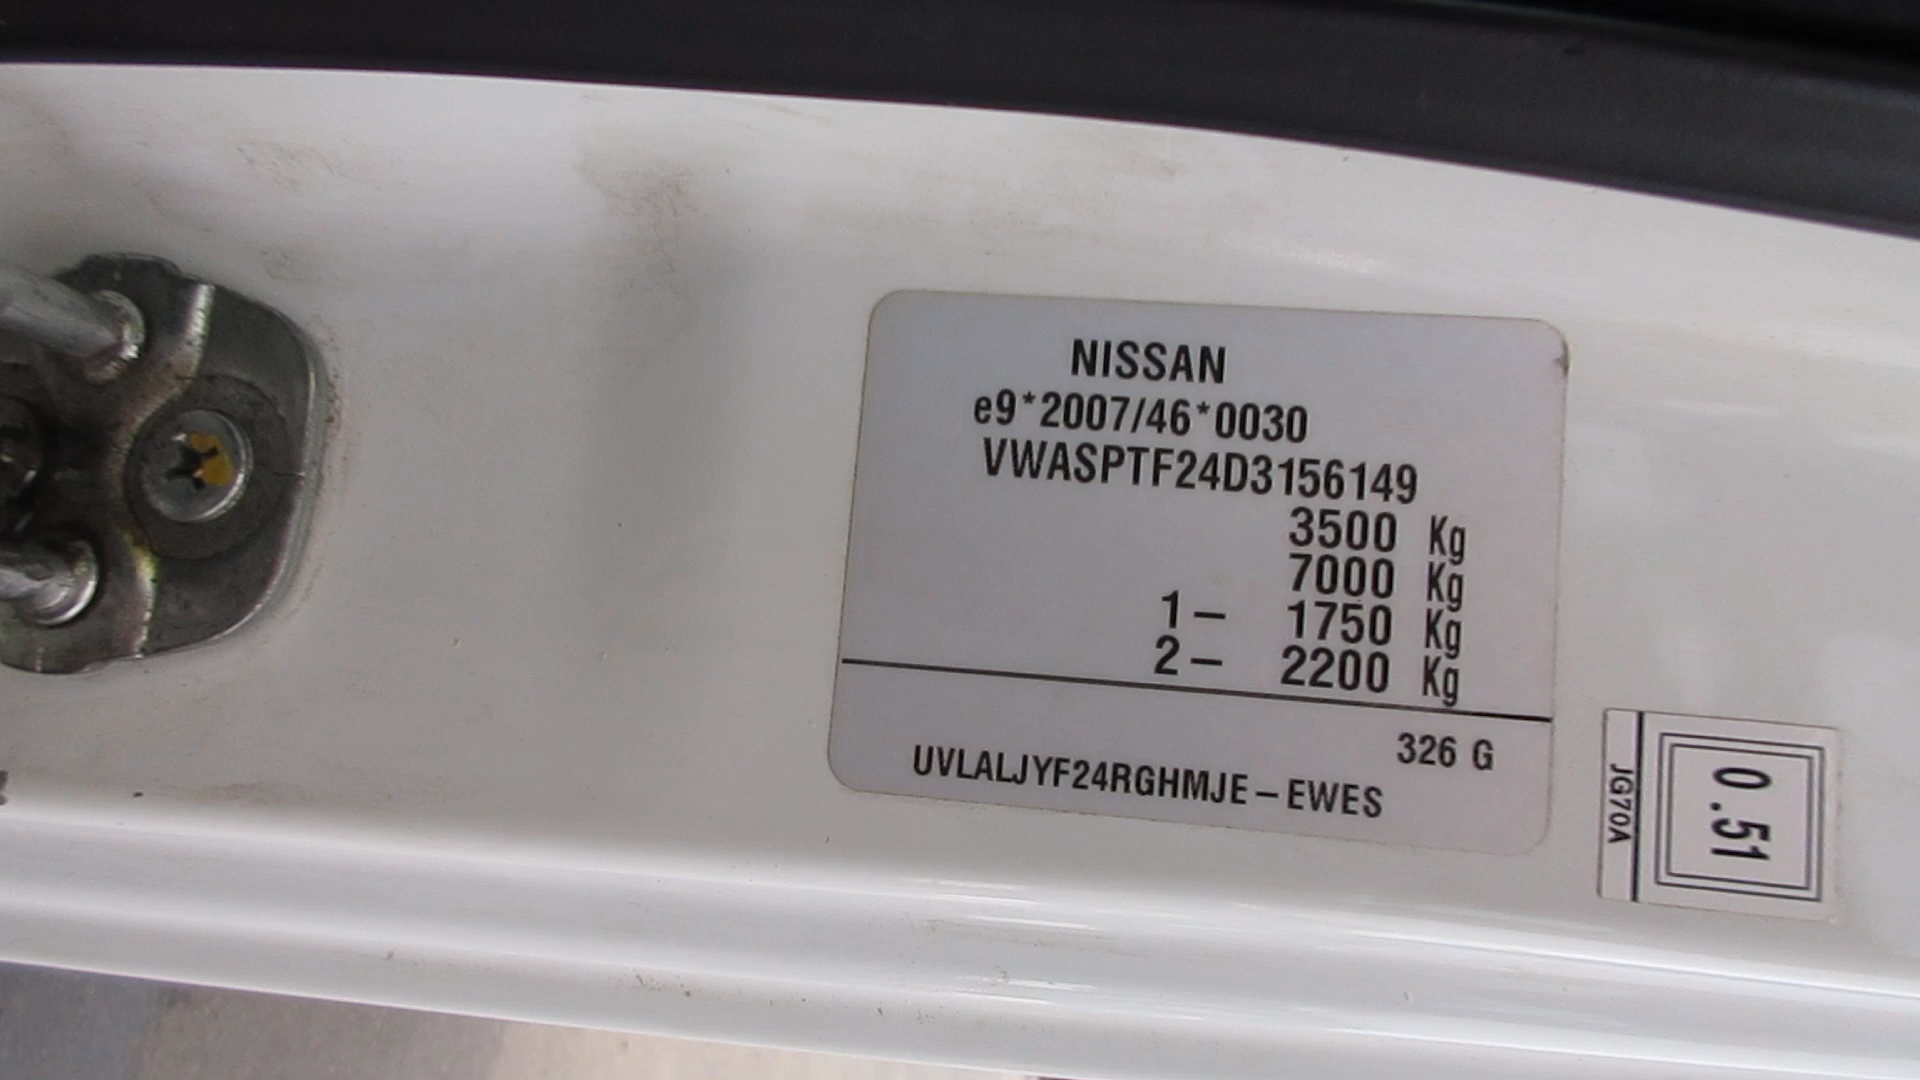 NISSAN
e9*2007/46*0030
VWASPTF24D3156149
3500 Kg
7000 Kg
1- 1750 Kg
2- 2200 Kg
326 G
UVLALJYF24RGHMJE-EWES
0.51
JG70A